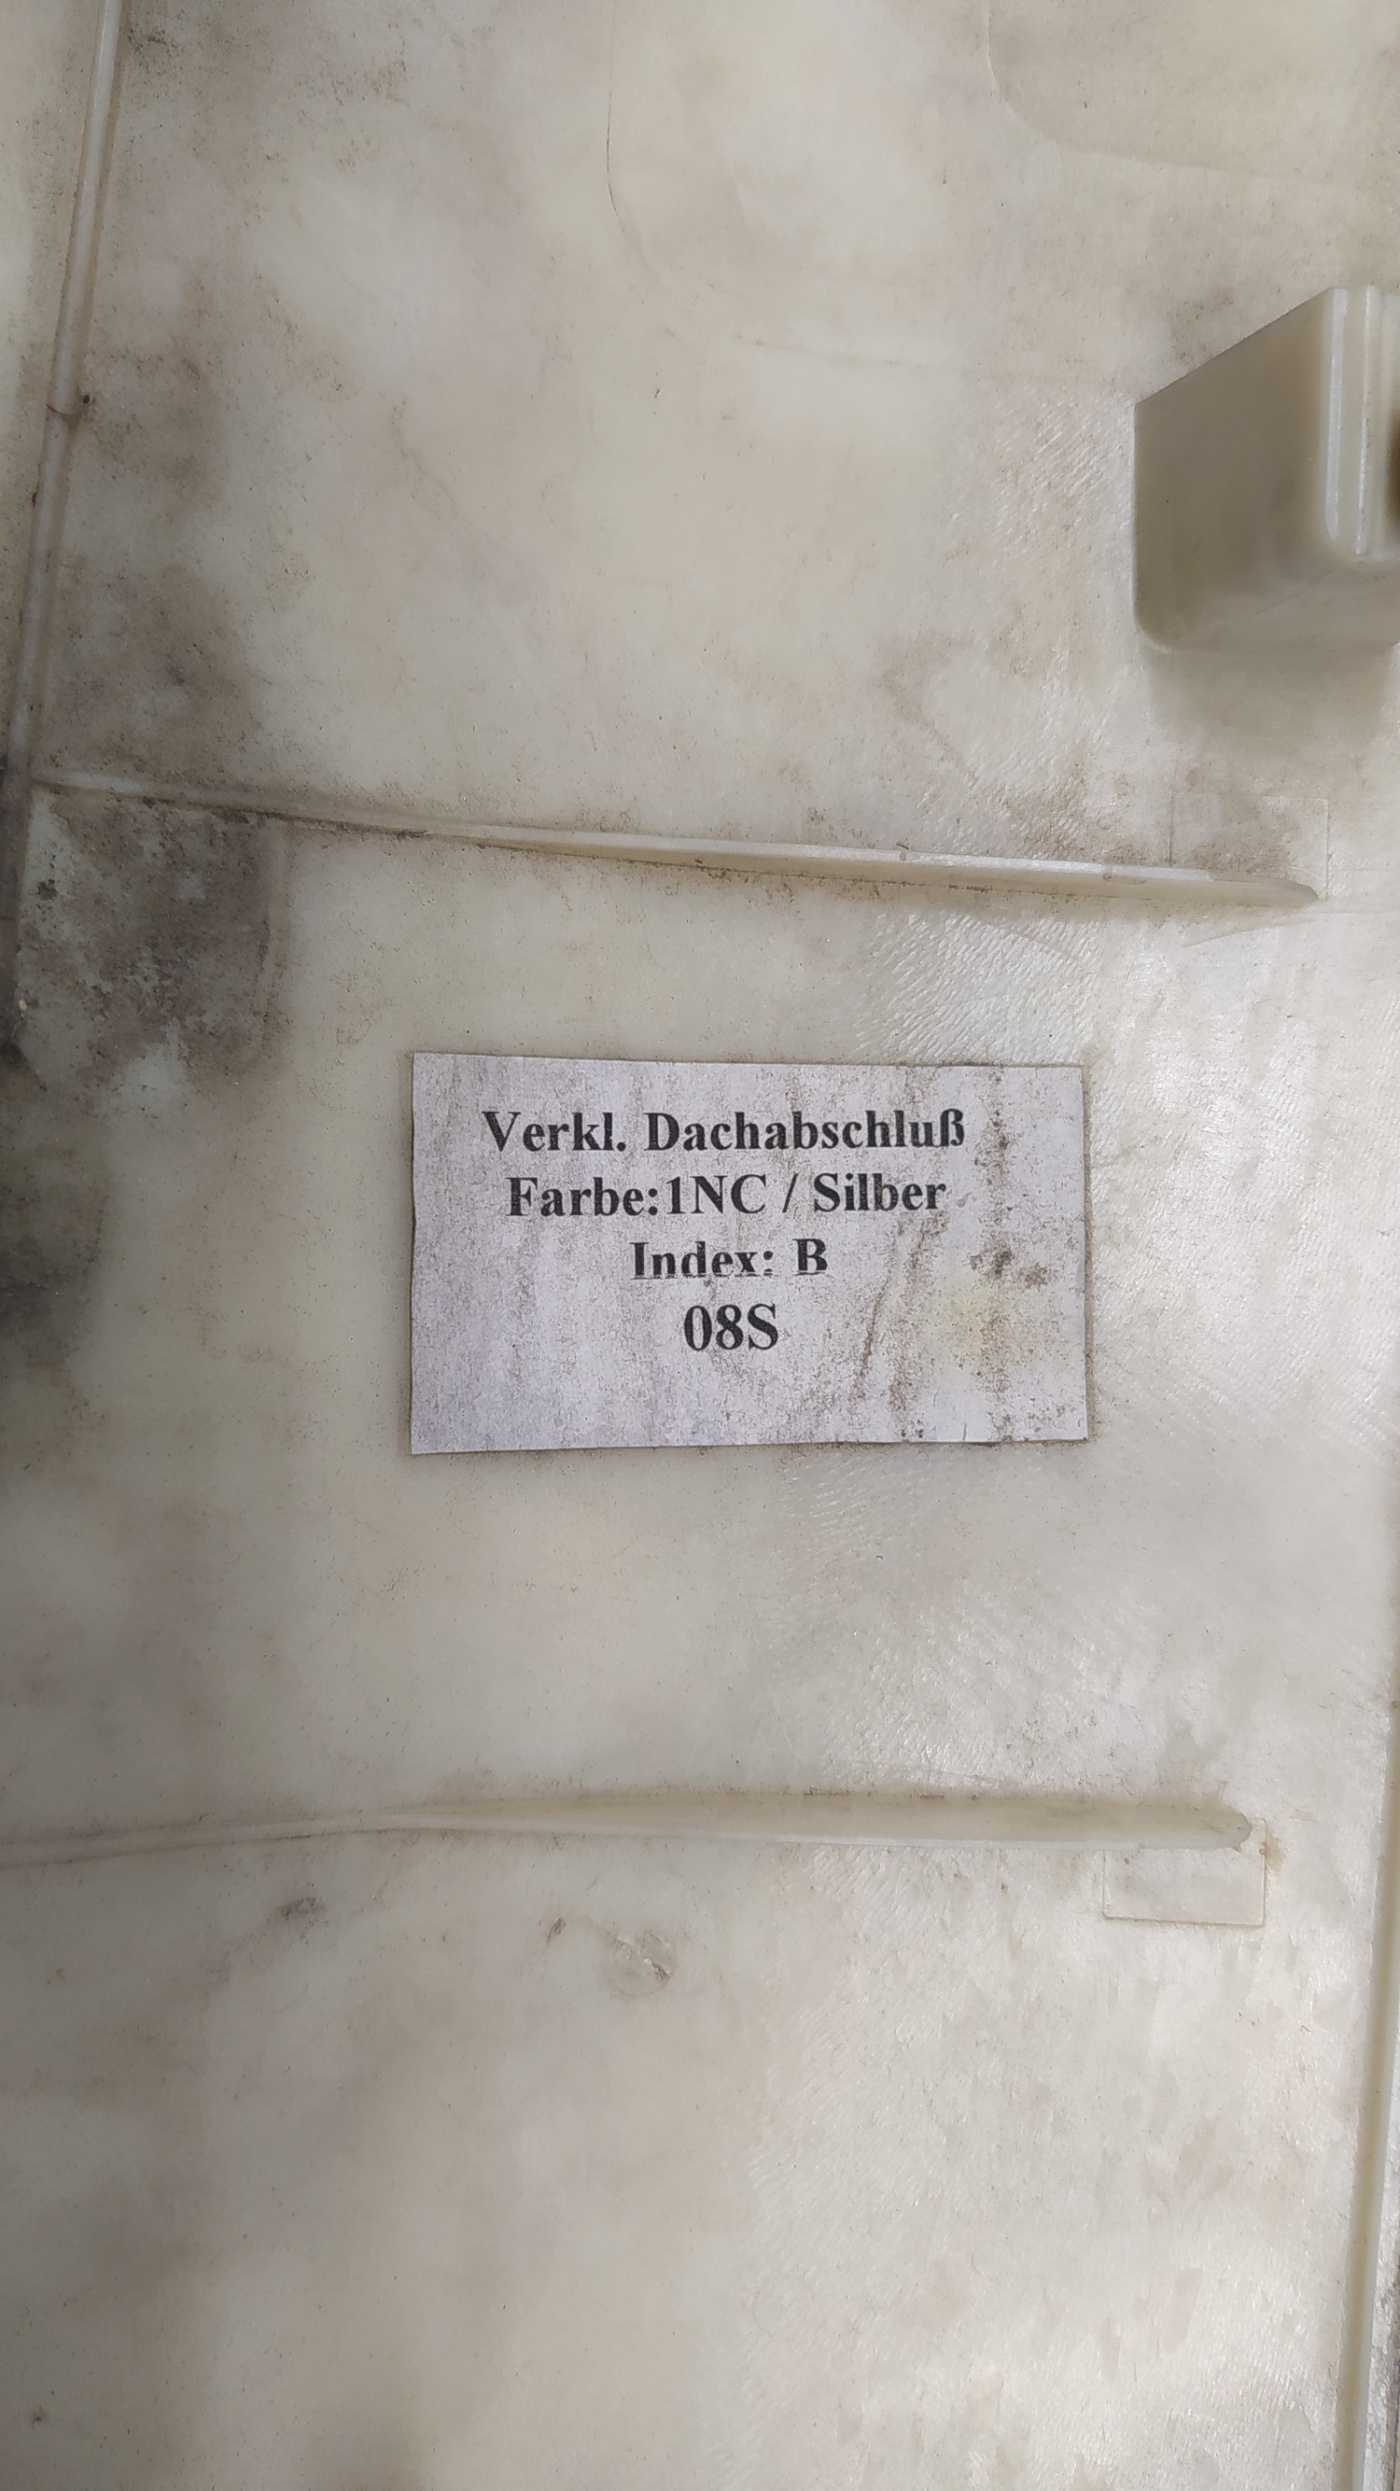 Verkl. Dachabschluß
Farbe:1NC / Silber
Index: B
08S